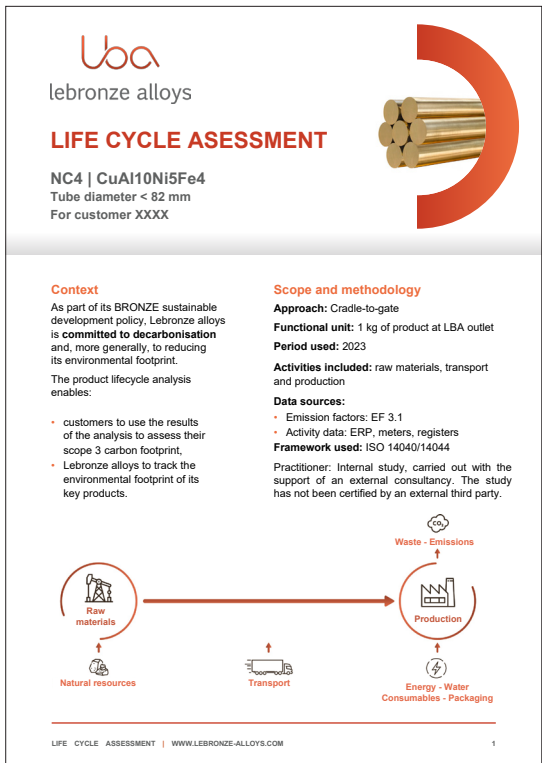 Uba
lebronze alloys
LIFE CYCLE ASESSMENT
NC4 | CuAl10Ni5Fe4
Tube diameter < 82 mm
For customer XXXX
Context
As part of its BRONZE sustainable
development policy, Lebronze alloys
is committed to decarbonisation
and, more generally, to reducing
its environmental footprint.
The product lifecycle analysis
enables:
• customers to use the results
of the analysis to assess their
scope 3 carbon footprint,
• Lebronze alloys to track the
environmental footprint of its
key products.
Scope and methodology
Approach: Cradle-to-gate
Functional unit: 1 kg of product at LBA outlet
Period used: 2023
Activities included: raw materials, transport
and production
Data sources:
• Emission factors: EF 3.1
• Activity data: ERP, meters, registers
Framework used: ISO 14040/14044
Practitioner: Internal study, carried out with the
support of an external consultancy. The study
has not been certified by an external third party.
CO₂
Waste - Emissions
Raw
materials
Production
Natural resources
Transport
Energy - Water
Consumables - Packaging
LIFE CYCLE ASSESSMENT | WWW.LEBRONZE-ALLOYS.COM
1